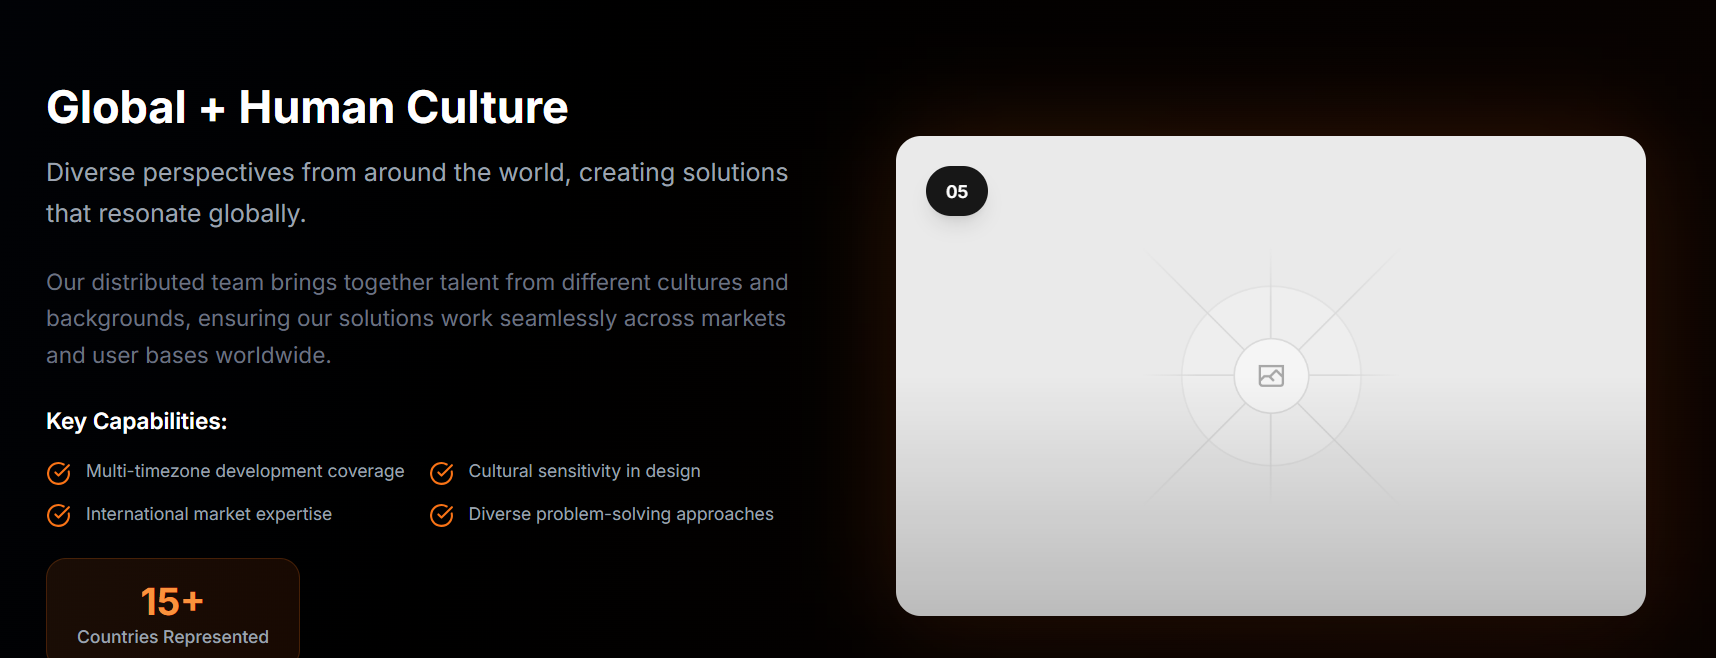 Global + Human Culture
Diverse perspectives from around the world, creating solutions
that resonate globally.
Our distributed team brings together talent from different cultures and
backgrounds, ensuring our solutions work seamlessly across markets
and user bases worldwide.
Key Capabilities:
Multi-timezone development coverage
Cultural sensitivity in design
International market expertise
Diverse problem-solving approaches
15+
Countries Represented
05